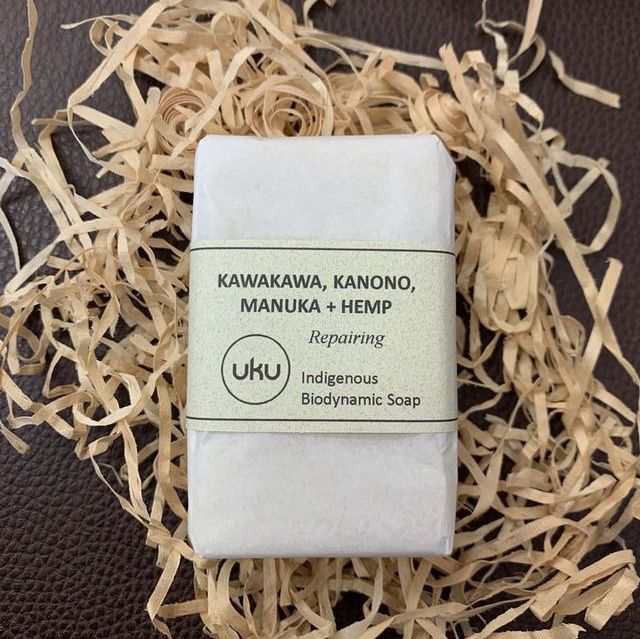 KAWAKAWA, KANONO,
MANUKA + HEMP
Repairing
uku
Indigenous
Biodynamic Soap